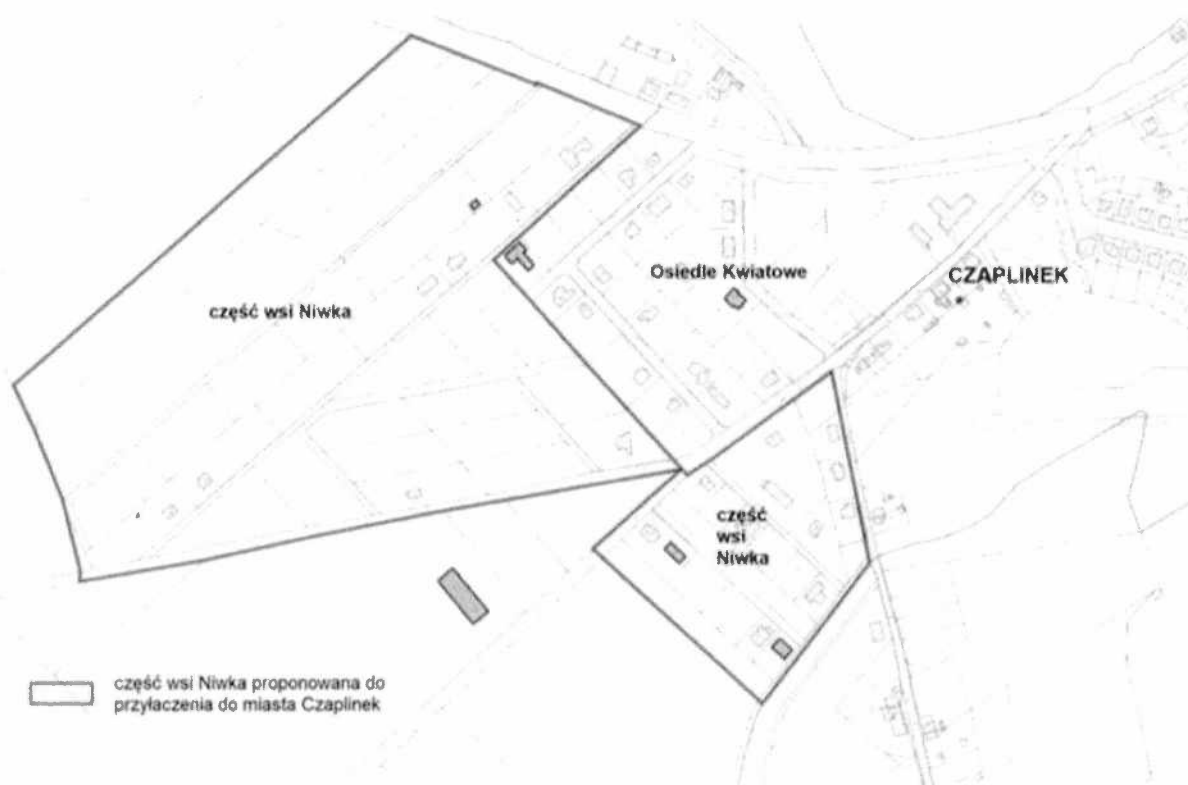 Osiedle Kwiatowe
CZAPLINEK
część wsi Niwka
część
wsi
Niwka
część wsi Niwka proponowana do
przyłaczenia do miasta Czaplinek